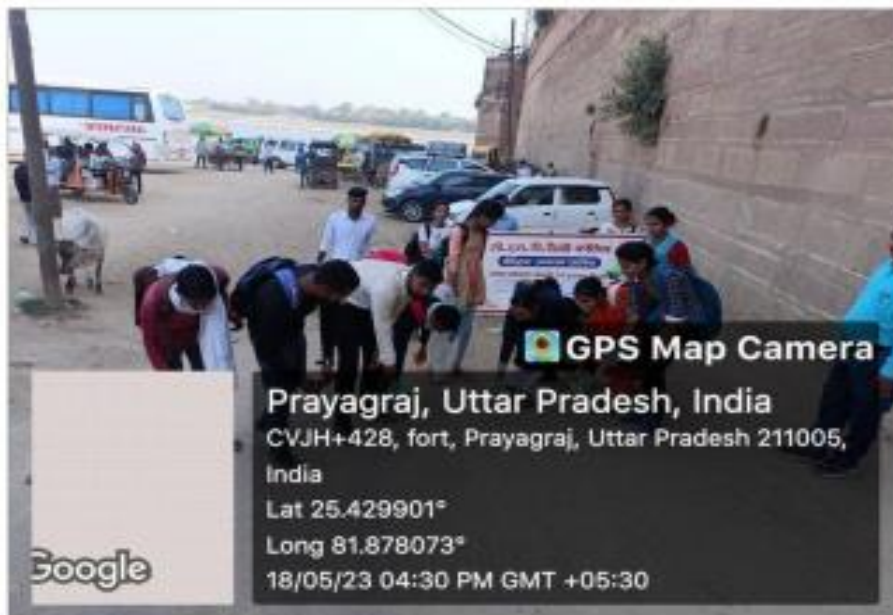 GPS Map Camera
Prayagraj, Uttar Pradesh, India
CVJH+428, fort, Prayagraj, Uttar Pradesh 211005,
India
Lat 25.429901°
Long 81.878073°
18/05/23 04:30 PM GMT +05:30
Google